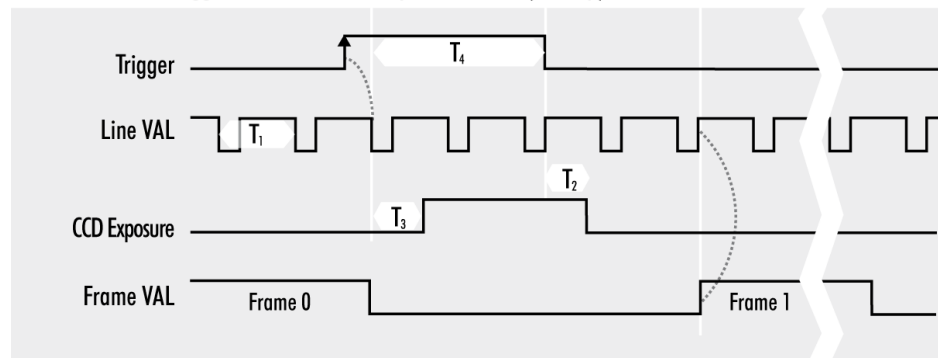 Trigger
T4
Line VAL
T1
T2
CCD Exposure
T3
Frame VAL
Frame 0
Frame 1